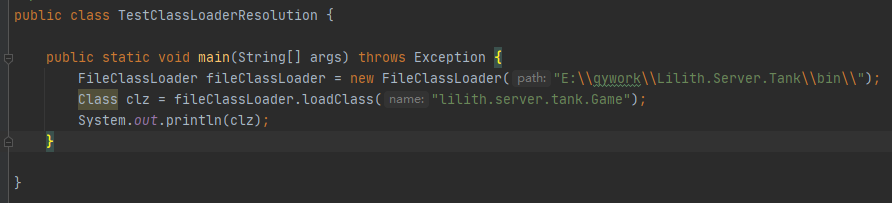 public class TestClassLoaderResolution {
public static void main(String[] args) throws Exception {
FileClassLoader fileClassLoader = new FileClassLoader( path: "E:\\qywork\\Lilith.Server.Tank\\bin\\");
Class clz = fileClassLoader.loadClass( name: "lilith.server.tank.Game");
System.out.println(clz);
}
}